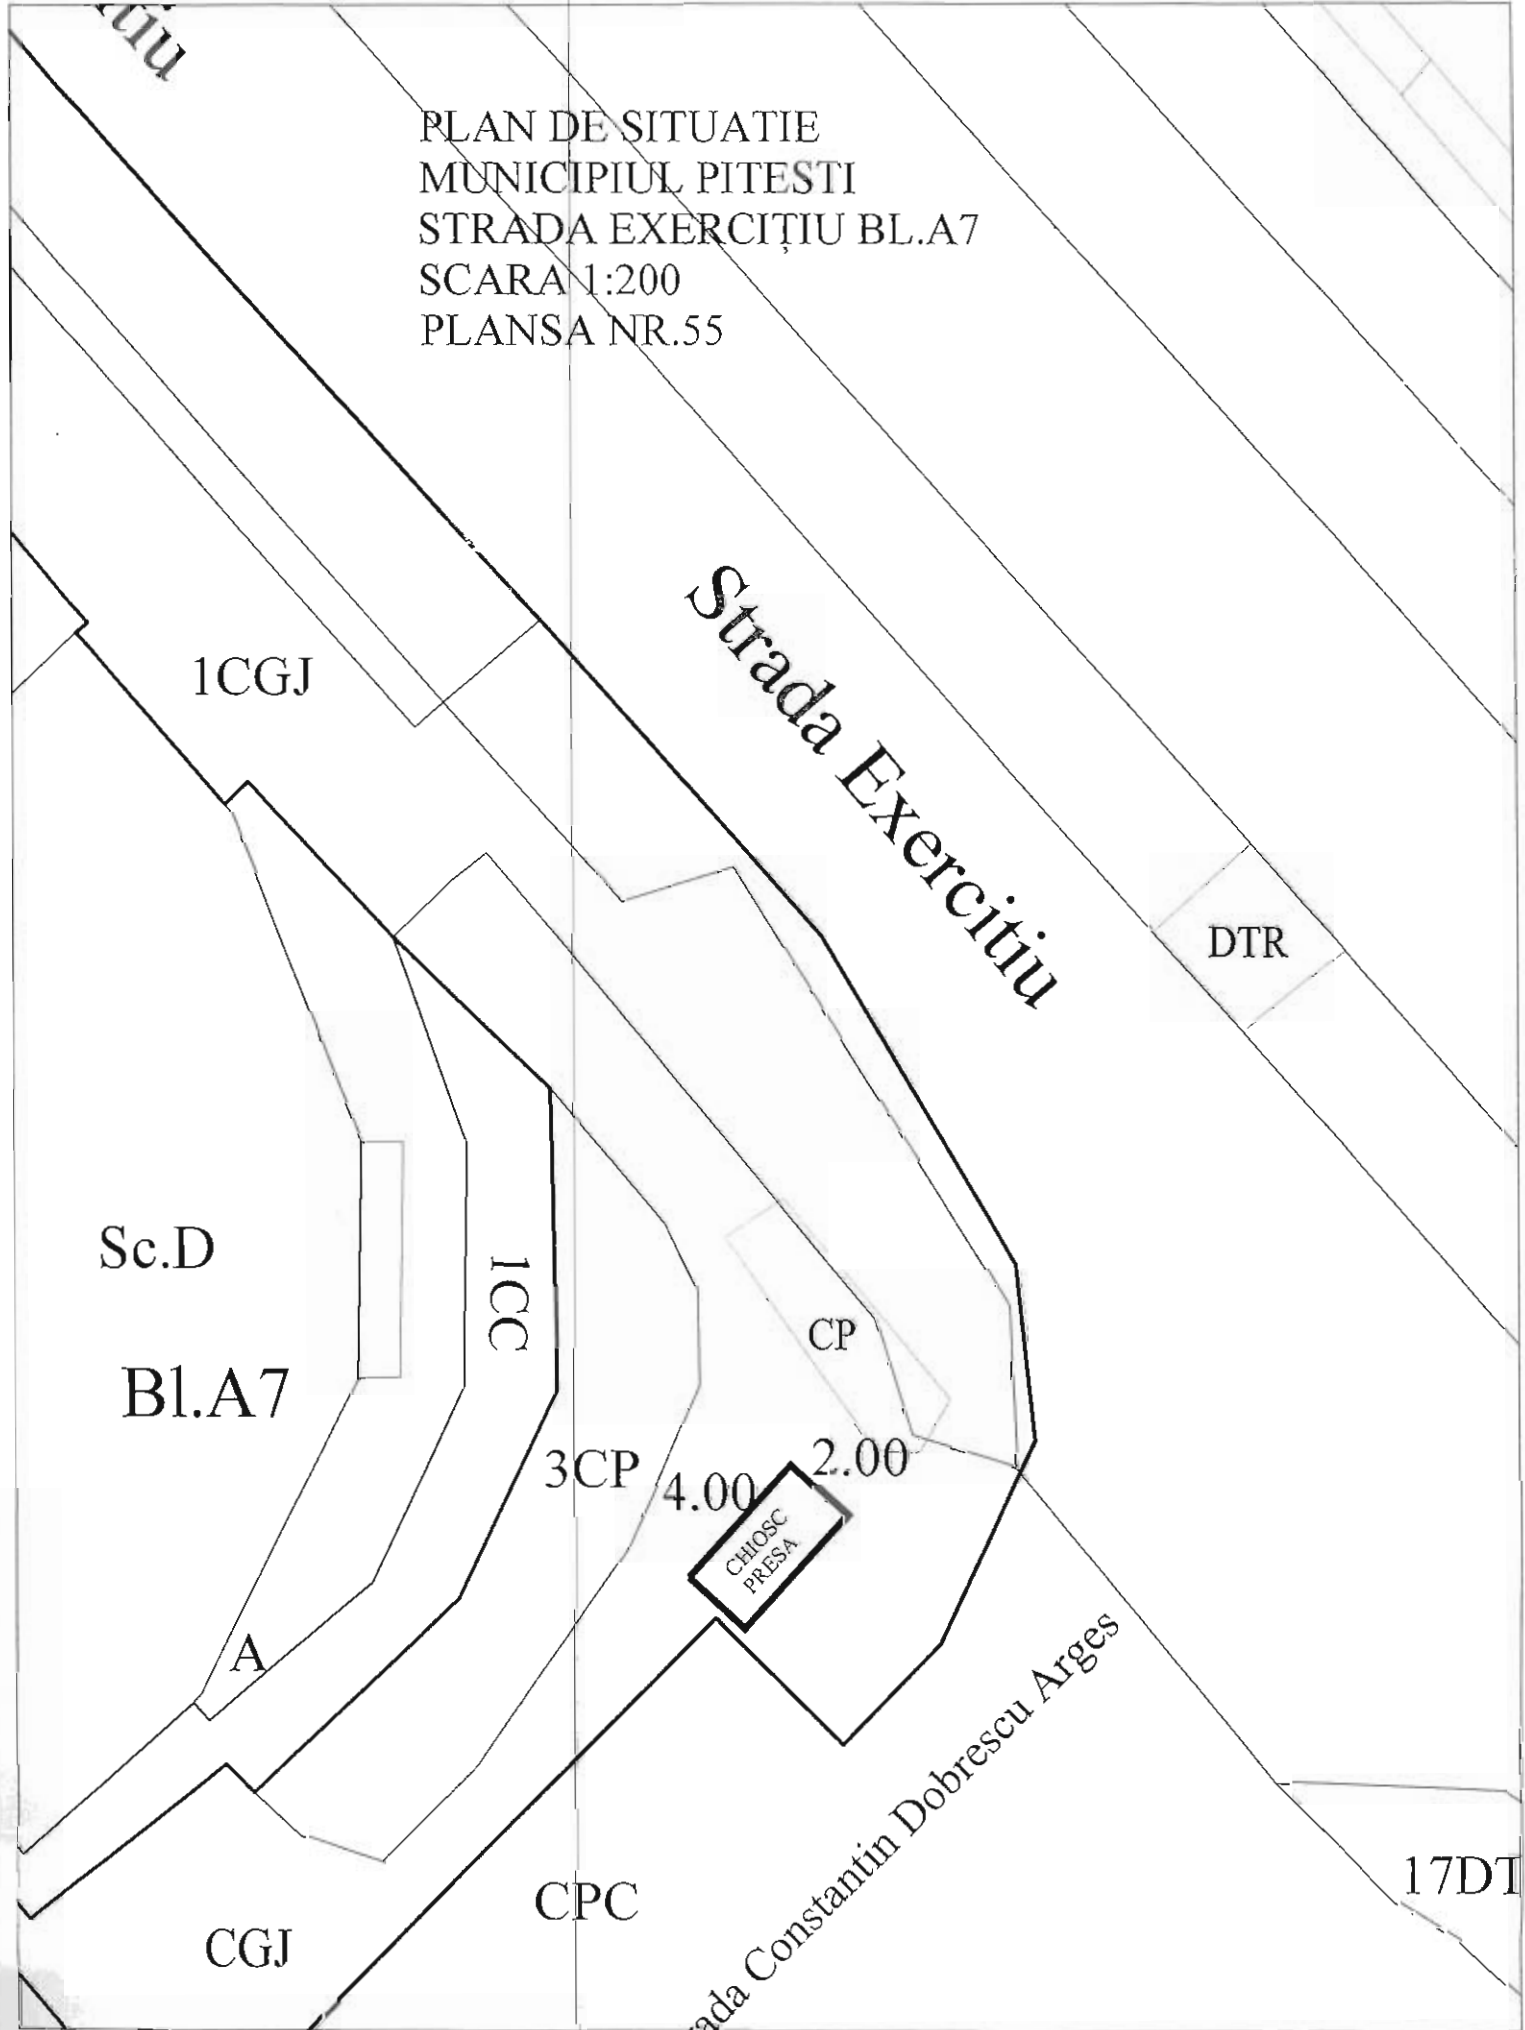 PLAN DE SITUATIE
MUNICIPIUL PITESTI
STRADA EXERCIȚIU BL.A7
SCARA 1:200
PLANSA NR.55
1CGJ
Strada Exercitiu
DTR
Sc.D
1CC
CP
Bl.A7
3CP
4.00
2.00
CHIOSC
PRESA
A
Constantin Dobrescu Arges
17DT
CPC
CGJ